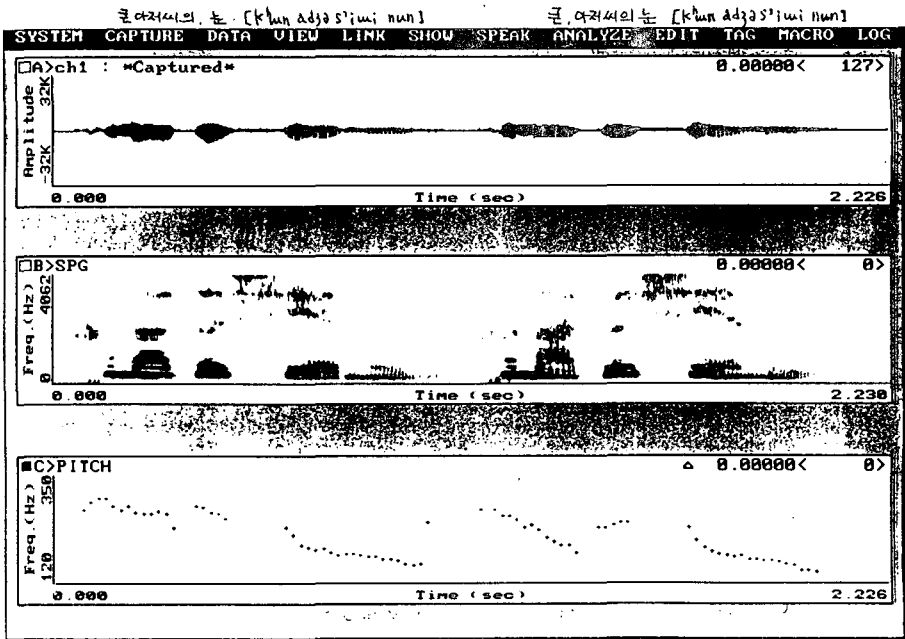 큰 아저씨의, 눈. [kʰɯn adʒəs'iɰi nun] 큰, 아저씨의 눈 [kʰɯn adʒəs'iɰi nun]
SYSTEM CAPTURE DATA VIEW LINK SHOW SPEAK ANALYZE EDIT TAG MACRO LOG
A>ch1 : *Captured* 0.00000< 127>
Amplitude
-32K 32K
0.000 Time (sec) 2.226
B>SPG 0.00000< 0>
Freq.(Hz)
0 4062
0.000 Time (sec) 2.230
C>PITCH 0.00000< 0>
Freq.(Hz)
120 350
0.000 Time (sec) 2.226